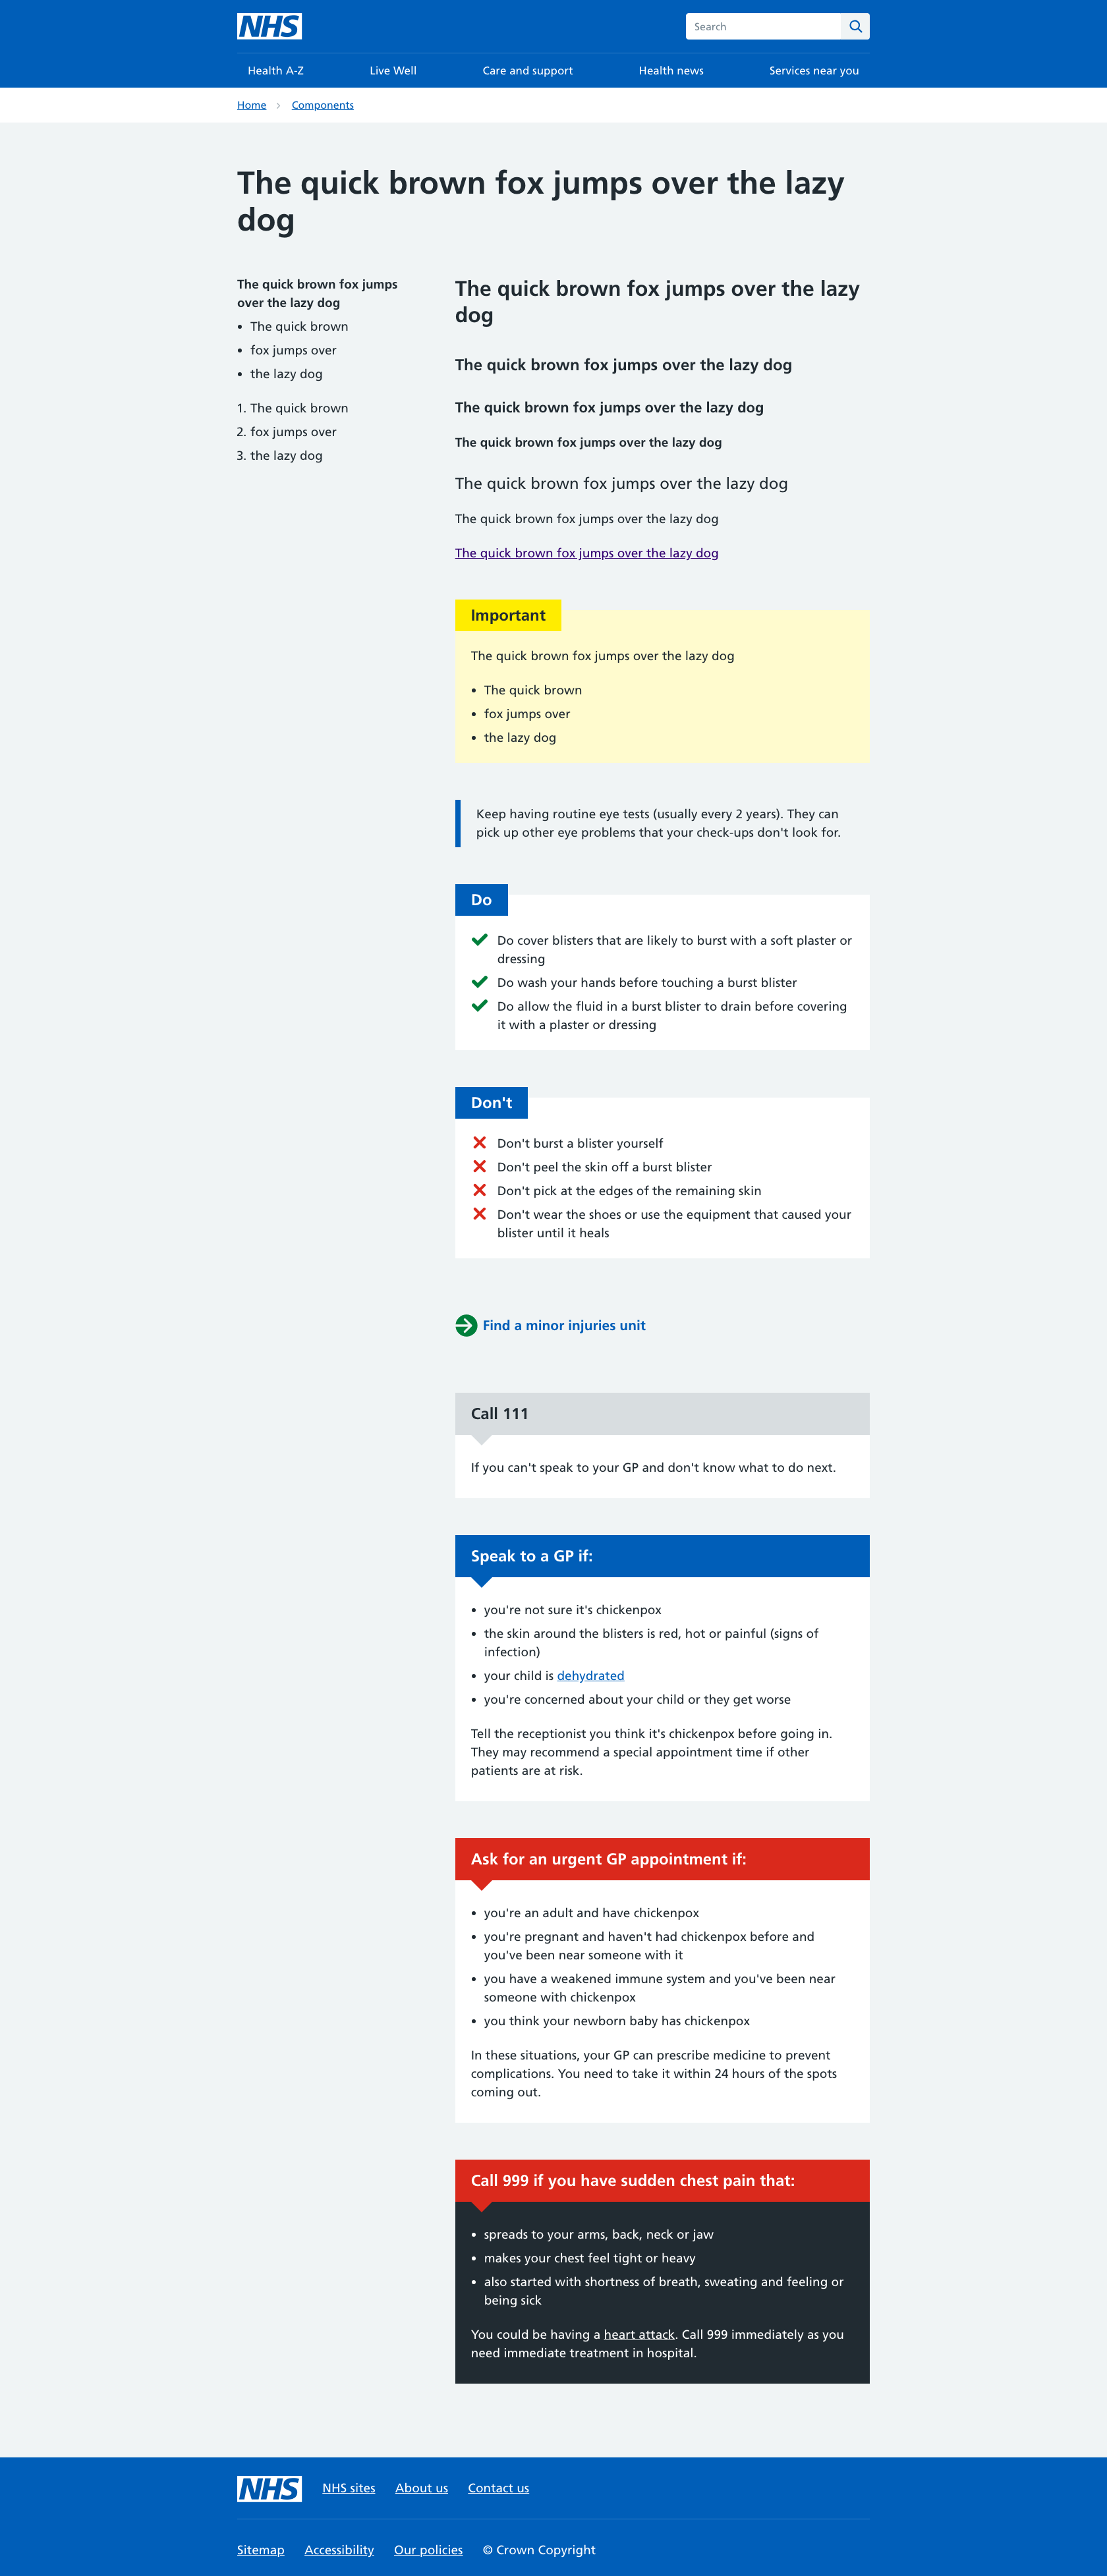 NHS
Search
Health A-Z
Live Well
Care and support
Health news
Services near you
Home
Components
The quick brown fox jumps over the lazy
dog
The quick brown fox jumps
over the lazy dog
• The quick brown
• fox jumps over
• the lazy dog
1. The quick brown
2. fox jumps over
3. the lazy dog
The quick brown fox jumps over the lazy
dog
The quick brown fox jumps over the lazy dog
The quick brown fox jumps over the lazy dog
The quick brown fox jumps over the lazy dog
The quick brown fox jumps over the lazy dog
The quick brown fox jumps over the lazy dog
The quick brown fox jumps over the lazy dog
Important
The quick brown fox jumps over the lazy dog
• The quick brown
• fox jumps over
• the lazy dog
Keep having routine eye tests (usually every 2 years). They can
pick up other eye problems that your check-ups don't look for.
Do
Do cover blisters that are likely to burst with a soft plaster or
dressing
Do wash your hands before touching a burst blister
Do allow the fluid in a burst blister to drain before covering
it with a plaster or dressing
Don't
Don't burst a blister yourself
Don't peel the skin off a burst blister
Don't pick at the edges of the remaining skin
Don't wear the shoes or use the equipment that caused your
blister until it heals
Find a minor injuries unit
Call 111
If you can't speak to your GP and don't know what to do next.
Speak to a GP if:
• you're not sure it's chickenpox
• the skin around the blisters is red, hot or painful (signs of
infection)
• your child is dehydrated
• you're concerned about your child or they get worse
Tell the receptionist you think it's chickenpox before going in.
They may recommend a special appointment time if other
patients are at risk.
Ask for an urgent GP appointment if:
• you're an adult and have chickenpox
• you're pregnant and haven't had chickenpox before and
you've been near someone with it
• you have a weakened immune system and you've been near
someone with chickenpox
• you think your newborn baby has chickenpox
In these situations, your GP can prescribe medicine to prevent
complications. You need to take it within 24 hours of the spots
coming out.
Call 999 if you have sudden chest pain that:
• spreads to your arms, back, neck or jaw
• makes your chest feel tight or heavy
• also started with shortness of breath, sweating and feeling or
being sick
You could be having a heart attack. Call 999 immediately as you
need immediate treatment in hospital.
NHS
NHS sites
About us
Contact us
Sitemap
Accessibility
Our policies
© Crown Copyright